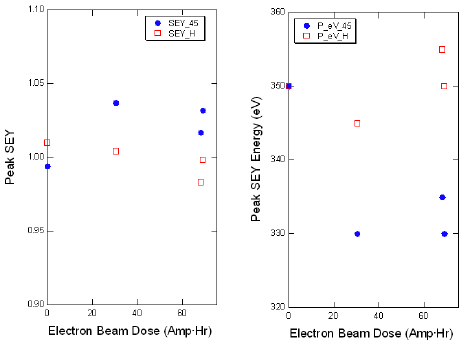 SEY_45
SEY_H
Peak SEY
1.10
1.05
1.00
0.95
0.90
0
20
40
60
Electron Beam Dose (Amp·Hr)
P_eV_45
P_eV_H
Peak SEY Energy (eV)
360
350
340
330
320
0
20
40
60
Electron Beam Dose (Amp·Hr)